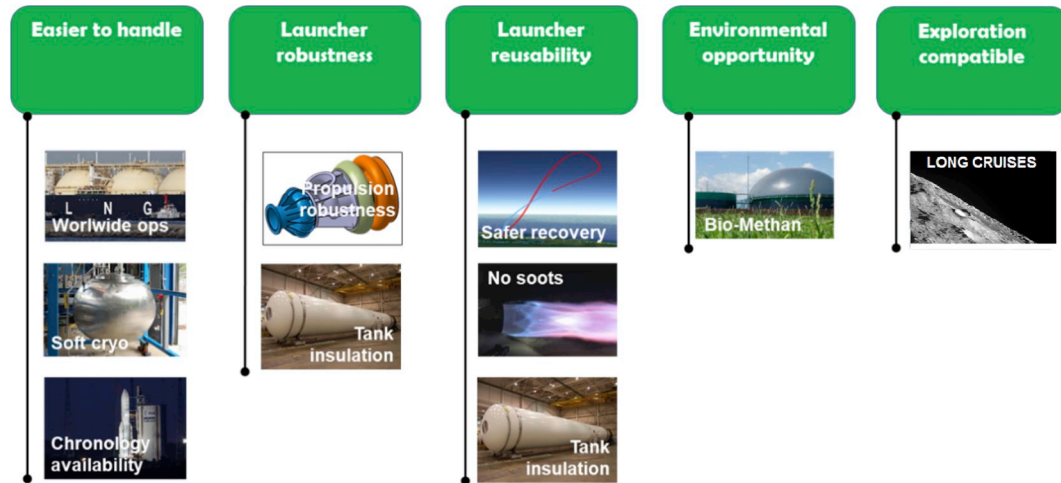 Easier to handle
Launcher
robustness
Launcher
reusability
Environmental
opportunity
Exploration
compatible
L N G
Worlwide ops
Soft cryo
Chronology
availability
Propulsion
robustness
Tank
insulation
Safer recovery
No soots
Tank
insulation
Bio-Methan
LONG CRUISES